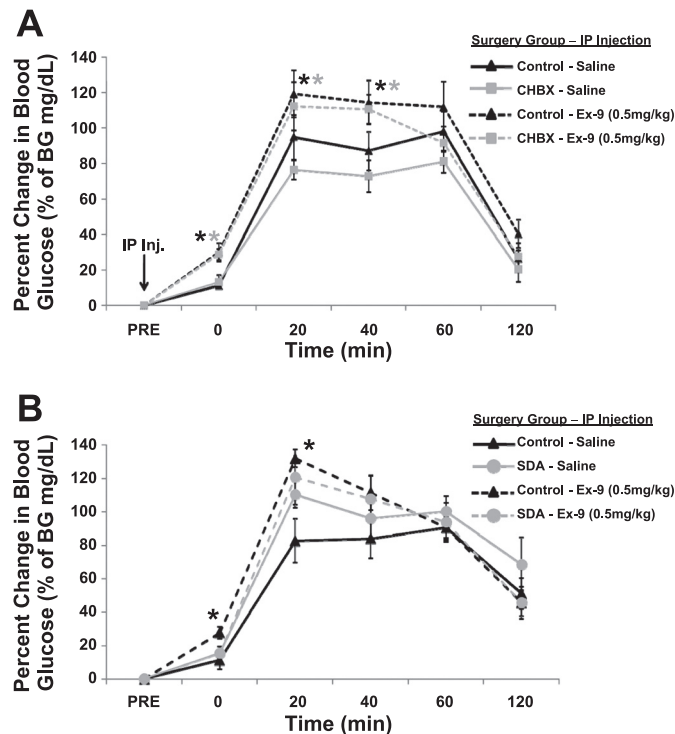 A
Surgery Group – IP Injection
Control - Saline
CHBX - Saline
Control - Ex-9 (0.5mg/kg)
CHBX - Ex-9 (0.5mg/kg)
Percent Change in Blood
Glucose (% of BG mg/dL)
140
120
100
80
60
40
20
0
**
**
**
IP Inj.
PRE
0
20
40
60
120
Time (min)
B
Surgery Group – IP Injection
Control - Saline
SDA - Saline
Control - Ex-9 (0.5mg/kg)
SDA - Ex-9 (0.5mg/kg)
Percent Change in Blood
Glucose (% of BG mg/dL)
140
120
100
80
60
40
20
0
*
*
PRE
0
20
40
60
120
Time (min)